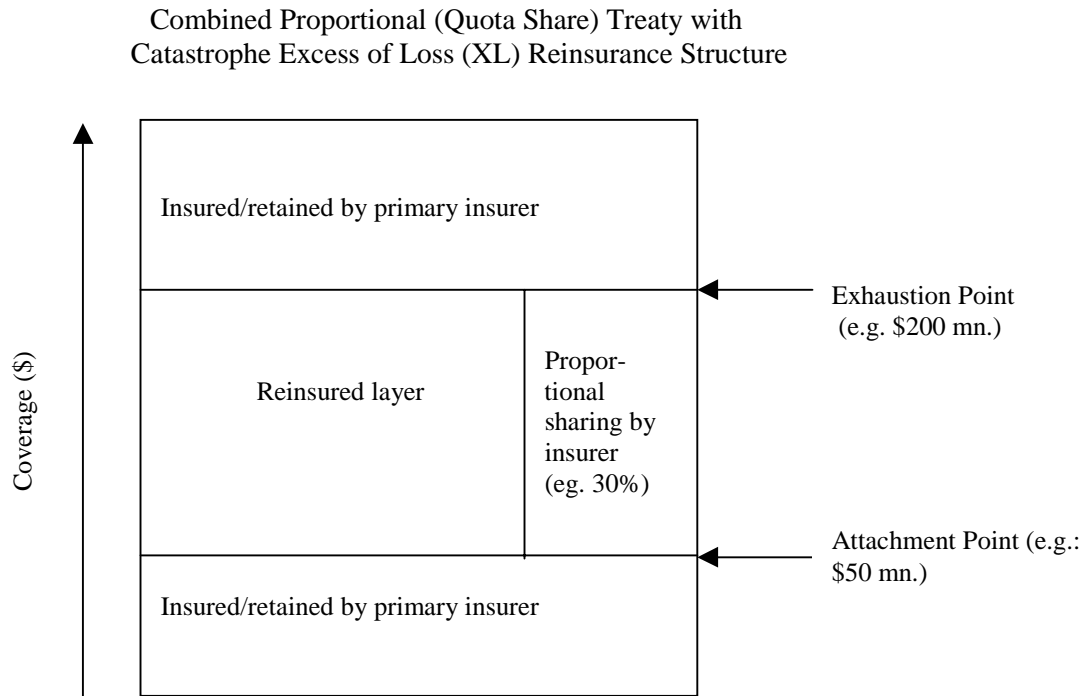 Combined Proportional (Quota Share) Treaty with
Catastrophe Excess of Loss (XL) Reinsurance Structure
Insured/retained by primary insurer
Exhaustion Point
(e.g. $200 mn.)
Coverage ($)
Reinsured layer
Propor-
tional
sharing by
insurer
(eg. 30%)
Attachment Point (e.g.:
$50 mn.)
Insured/retained by primary insurer